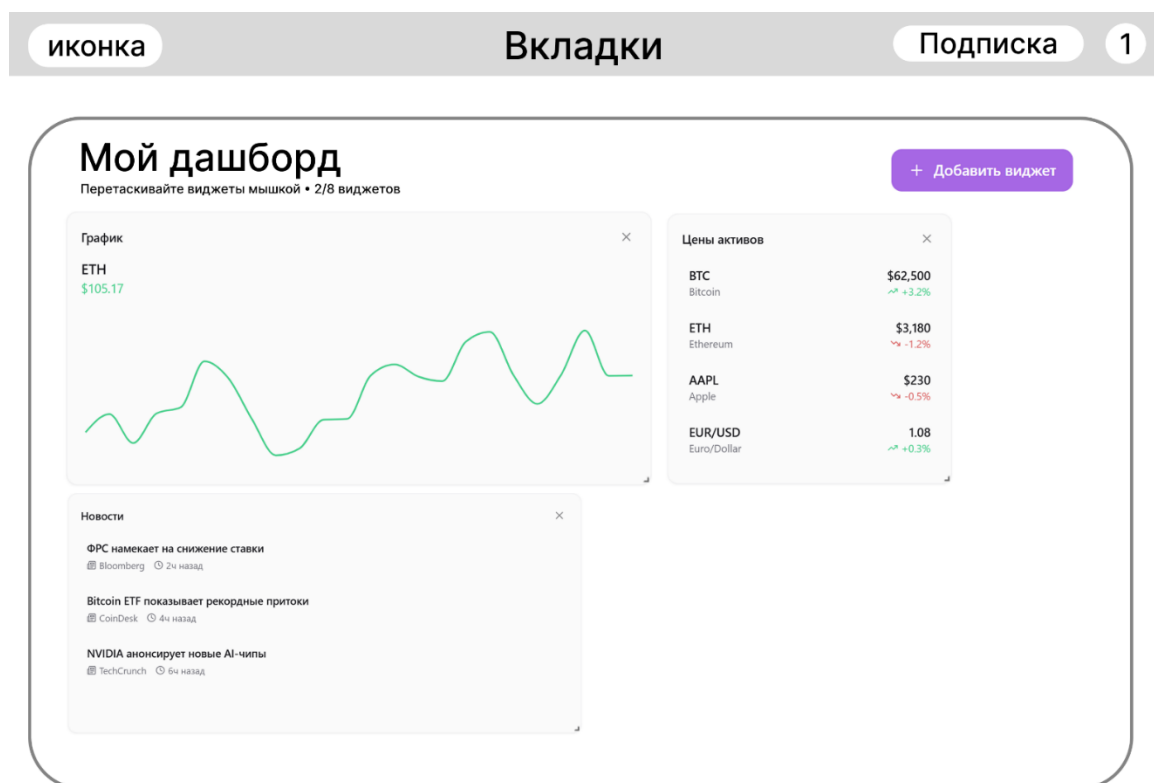 иконка Вкладки Подписка 1
Мой дашборд
+ Добавить виджет
Перетаскивайте виджеты мышкой • 2/8 виджетов
График
ETH
$105.17
Цены активов
BTC $62,500
Bitcoin +3.2%
ETH $3,180
Ethereum -1.2%
AAPL $230
Apple -0.5%
EUR/USD 1.08
Euro/Dollar +0.3%
Новости
ФРС намекает на снижение ставки
Bloomberg 2ч назад
Bitcoin ETF показывает рекордные притоки
CoinDesk 4ч назад
NVIDIA анонсирует новые AI-чипы
TechCrunch 6ч назад